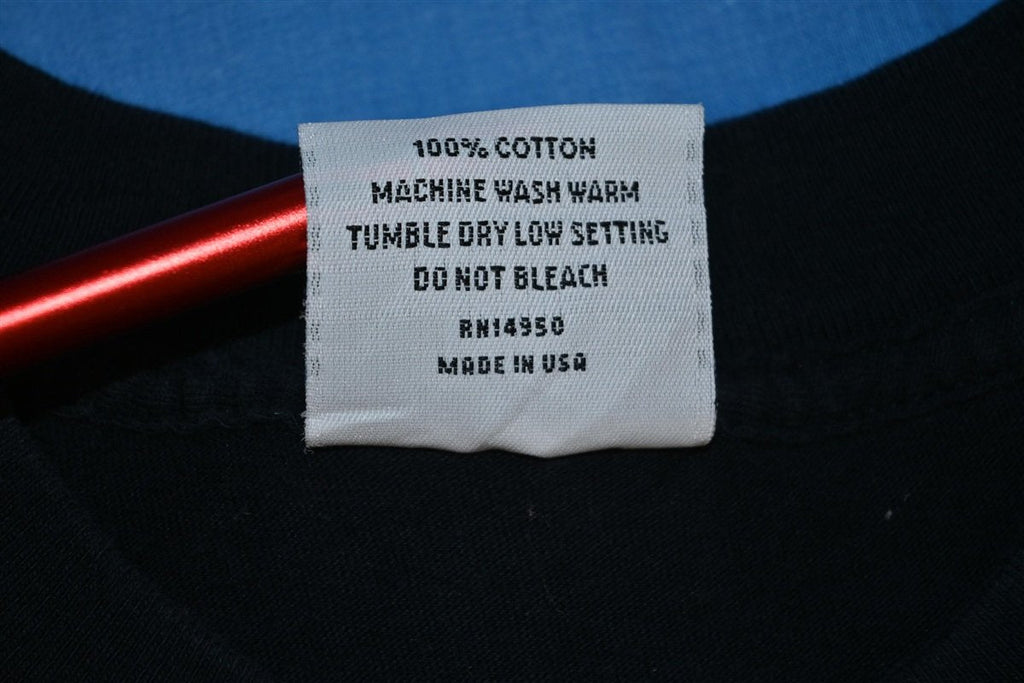 100% COTTON
MACHINE WASH WARM
TUMBLE DRY LOW SETTING
DO NOT BLEACH
RN14950
MADE IN USA